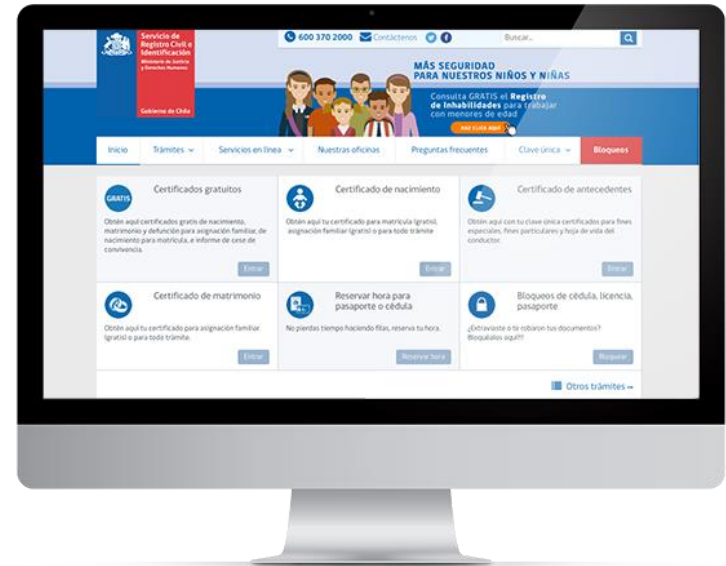 Servicio de
Registro Civil e
Identificación
Ministerio de Justicia
y Derechos Humanos
Gobierno de Chile
600 370 2000 Contáctenos
Buscar...
MÁS SEGURIDAD
PARA NUESTROS NIÑOS Y NIÑAS
Consulta GRATIS el Registro
de Inhabilidades para trabajar
con menores de edad
HAZ CLICK AQUÍ
Inicio Trámites Servicios en línea Nuestras oficinas Preguntas frecuentes Clave única Bloqueos
GRATIS
Certificados gratuitos
Obtén aquí certificados gratis de nacimiento,
matrimonio y defunción para asignación familiar, de
nacimiento para matrícula, e informe de cese de
convivencia.
Entrar
Certificado de nacimiento
Obtén aquí tu certificado para matrícula (gratis),
asignación familiar (gratis) o para todo trámite
Entrar
Certificado de antecedentes
Obtén aquí con tu clave única certificados para fines
especiales, fines particulares y hoja de vida del
conductor.
Entrar
Certificado de matrimonio
Obtén aquí tu certificado para asignación familiar
(gratis) o para todo trámite.
Entrar
Reservar hora para
pasaporte o cédula
No pierdas tiempo haciendo filas, reserva tu hora.
Reservar hora
Bloqueos de cédula, licencia,
pasaporte
¿Extraviaste o te robaron tus documentos?
Bloquéalos aquí!!!
Bloquear
Otros trámites